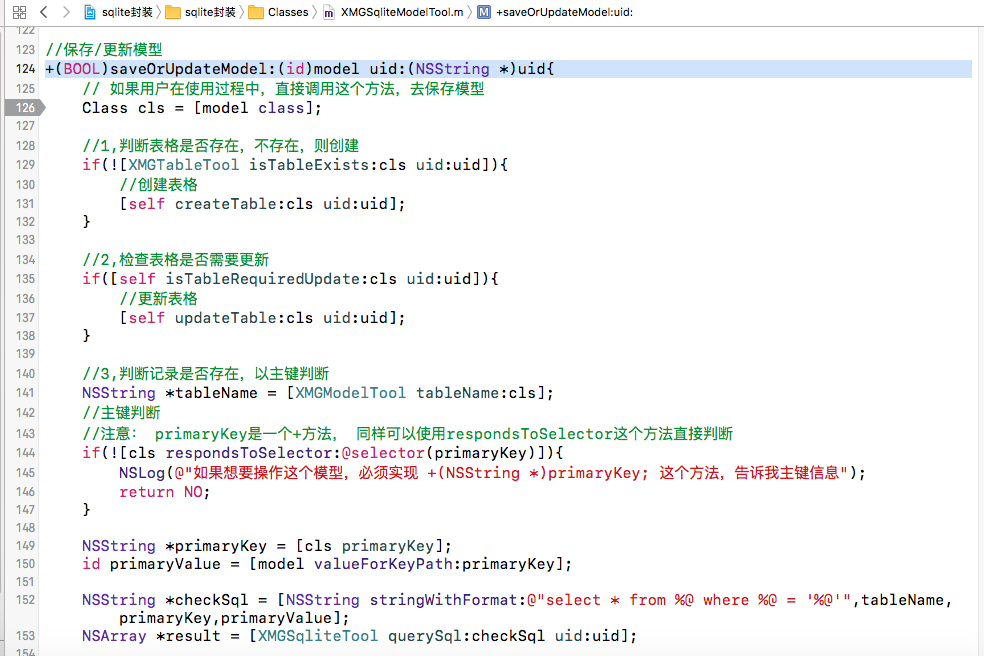 sqlite封装 sqlite封装 Classes m XMGSqliteModelTool.m M +saveOrUpdateModel:uid:
122
123 //保存/更新模型
124 +(BOOL)saveOrUpdateModel:(id)model uid:(NSString *)uid{
125 // 如果用户在使用过程中，直接调用这个方法，去保存模型
126 Class cls = [model class];
127
128 //1,判断表格是否存在，不存在，则创建
129 if(![XMGTableTool isTableExists:cls uid:uid]){
130 //创建表格
131 [self createTable:cls uid:uid];
132 }
133
134 //2,检查表格是否需要更新
135 if([self isTableRequiredUpdate:cls uid:uid]){
136 //更新表格
137 [self updateTable:cls uid:uid];
138 }
139
140 //3,判断记录是否存在，以主键判断
141 NSString *tableName = [XMGModelTool tableName:cls];
142 //主键判断
143 //注意： primaryKey是一个+方法， 同样可以使用respondsToSelector这个方法直接判断
144 if(![cls respondsToSelector:@selector(primaryKey)]){
145 NSLog(@"如果想要操作这个模型，必须实现 +(NSString *)primaryKey; 这个方法，告诉我主键信息");
146 return NO;
147 }
148
149 NSString *primaryKey = [cls primaryKey];
150 id primaryValue = [model valueForKeyPath:primaryKey];
151
152 NSString *checkSql = [NSString stringWithFormat:@"select * from %@ where %@ = '%@'",tableName,
primaryKey,primaryValue];
153 NSArray *result = [XMGSqliteTool querySql:checkSql uid:uid];
154